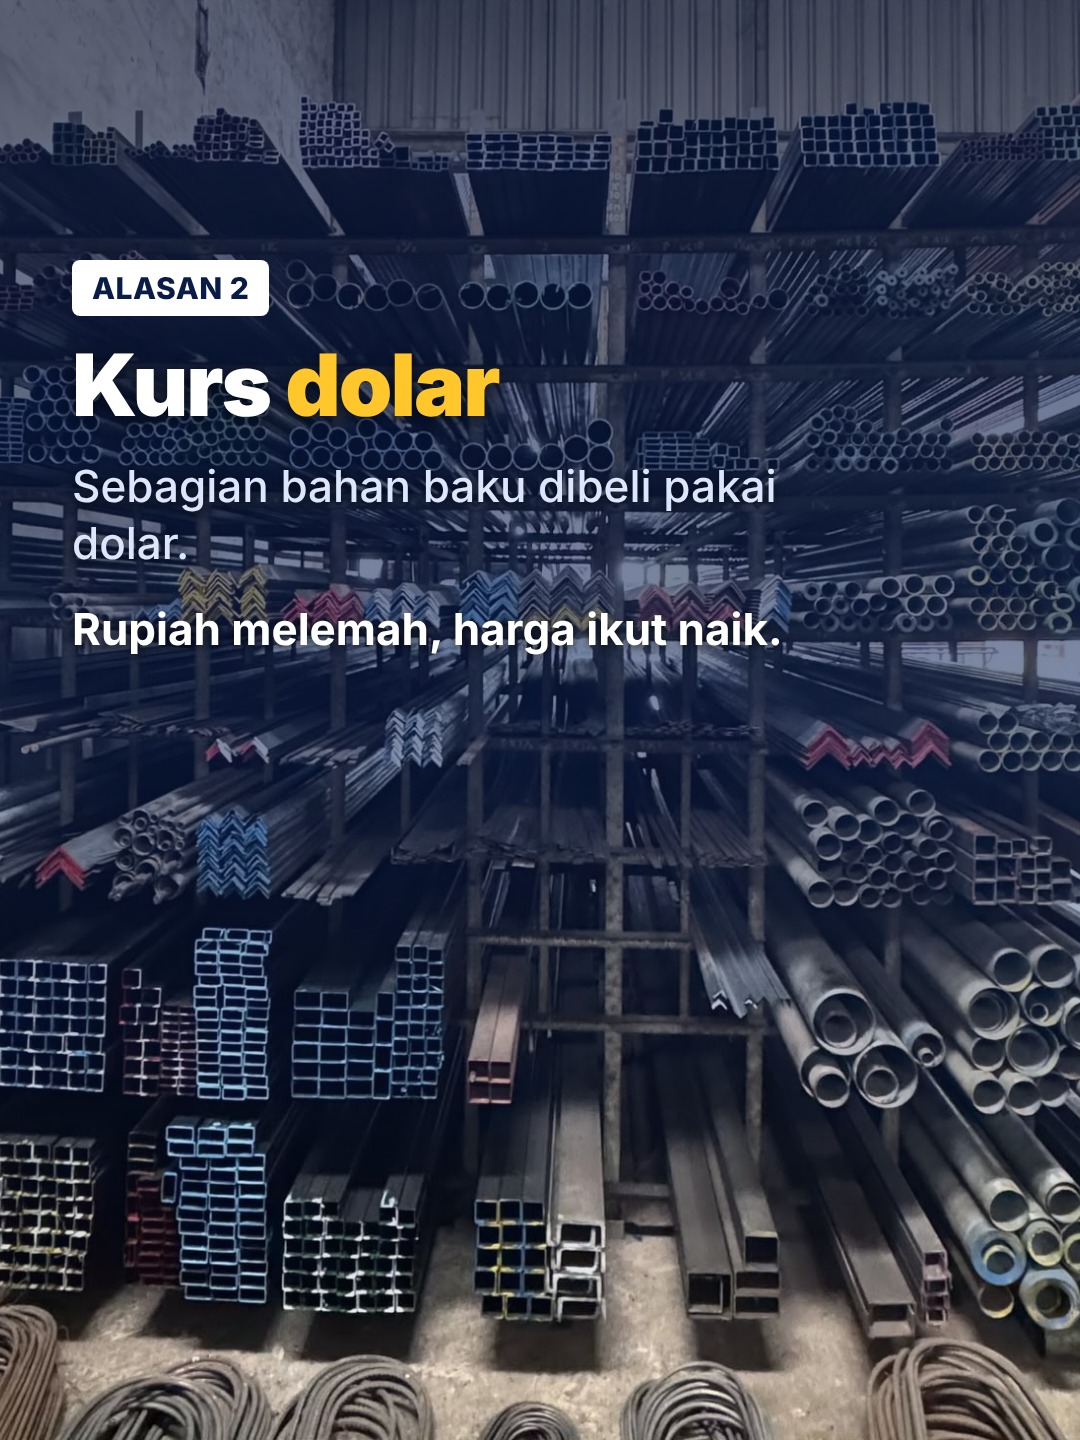 ALASAN 2
Kurs dolar
Sebagian bahan baku dibeli pakai
dolar.
Rupiah melemah, harga ikut naik.